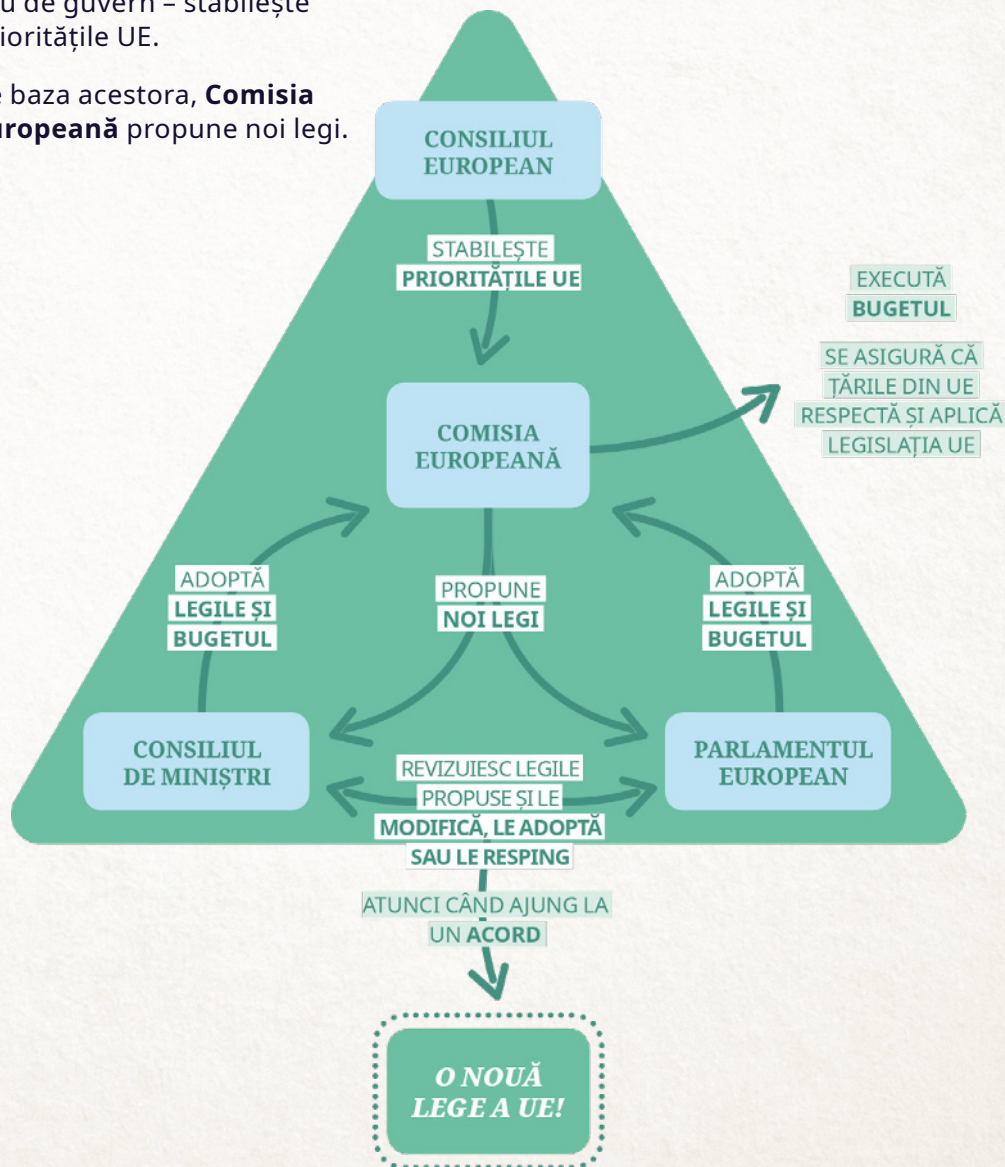 de guvern – stabilește
UE.
baza acestora, Comisia
propune noi legi.
CONSILIUL
EUROPEAN
STABILEȘTE
PRIORITĂȚILE UE
EXECUTĂ
BUGETUL
SE ASIGURĂ CĂ
ȚĂRILE DIN UE
RESPECTĂ ȘI APLICĂ
LEGISLAȚIA UE
COMISIA
EUROPEANĂ
ADOPTĂ
LEGILE ȘI
BUGETUL
PROPUNE
NOI LEGI
ADOPTĂ
LEGILE ȘI
BUGETUL
CONSILIUL
DE MINIȘTRI
REVIZUIESC LEGILE
PROPUSE ȘI LE
MODIFICĂ, LE ADOPTĂ
SAU LE RESPING
PARLAMENTUL
EUROPEAN
ATUNCI CÂND AJUNG LA
UN ACORD
O NOUĂ
LEGE A UE!